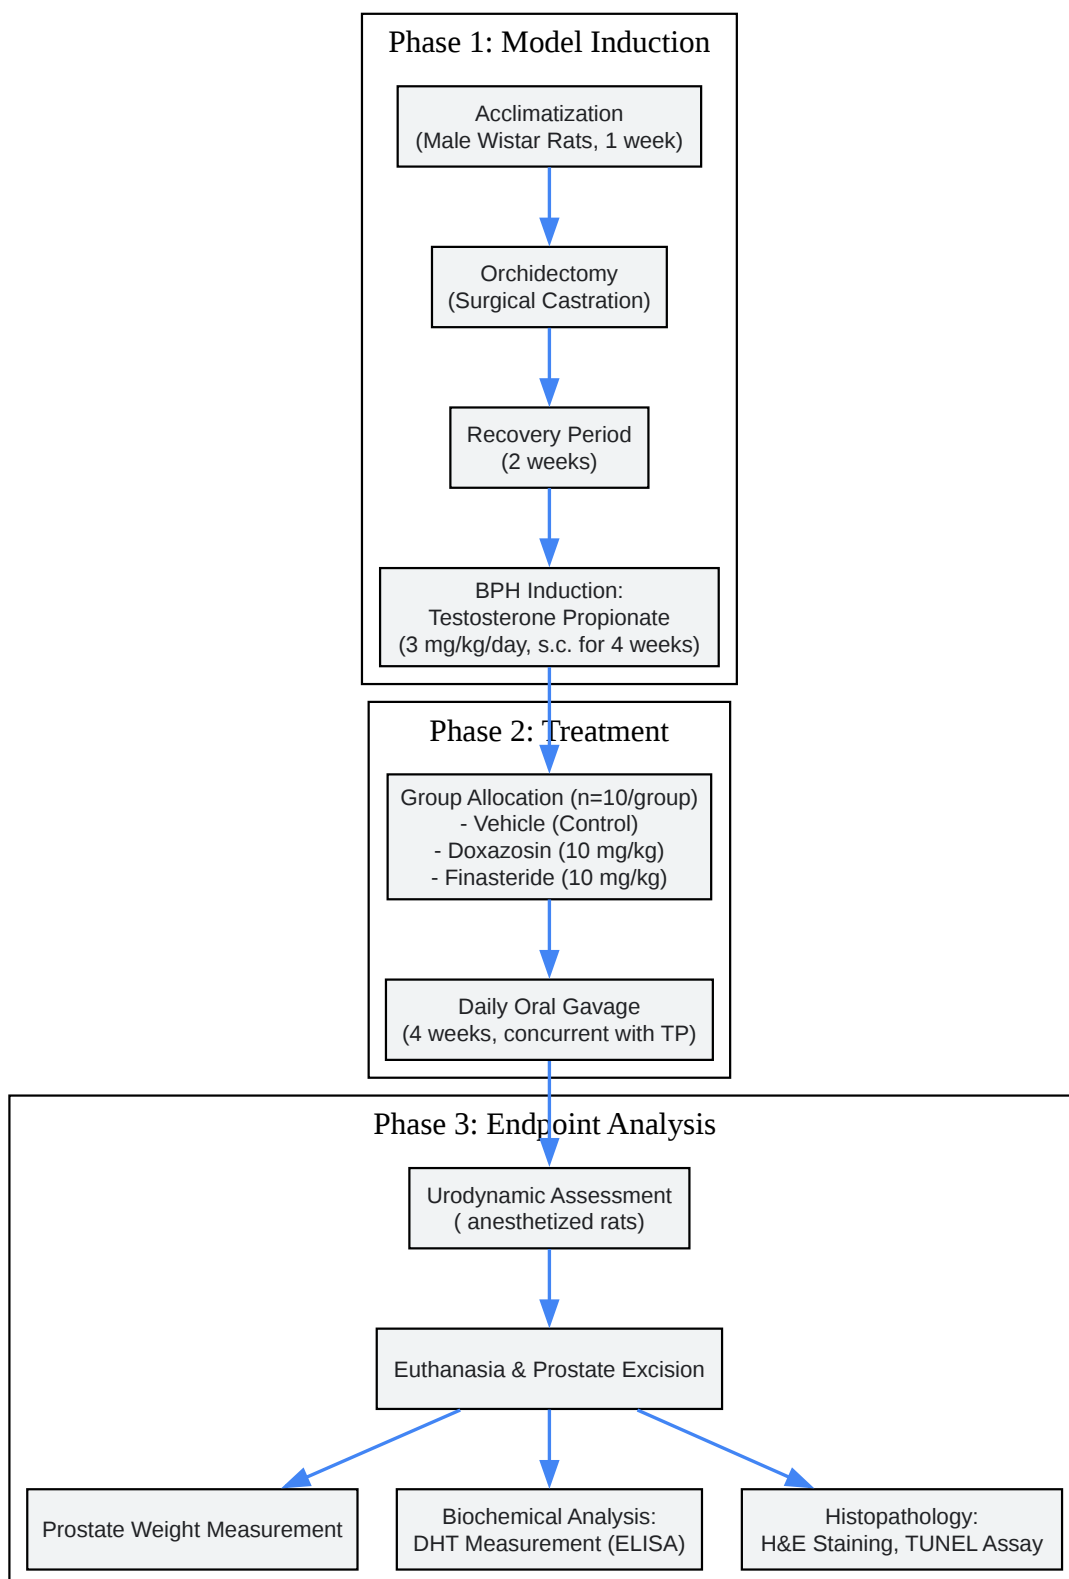 Phase 1: Model Induction
Acclimatization
(Male Wistar Rats, 1 week)
Orchidectomy
(Surgical Castration)
Recovery Period
(2 weeks)
BPH Induction:
Testosterone Propionate
(3 mg/kg/day, s.c. for 4 weeks)
Phase 2: Treatment
Group Allocation (n=10/group)
- Vehicle (Control)
- Doxazosin (10 mg/kg)
- Finasteride (10 mg/kg)
Daily Oral Gavage
(4 weeks, concurrent with TP)
Phase 3: Endpoint Analysis
Urodynamic Assessment
( anesthetized rats)
Euthanasia & Prostate Excision
Prostate Weight Measurement
Biochemical Analysis:
DHT Measurement (ELISA)
Histopathology:
H&E Staining, TUNEL Assay